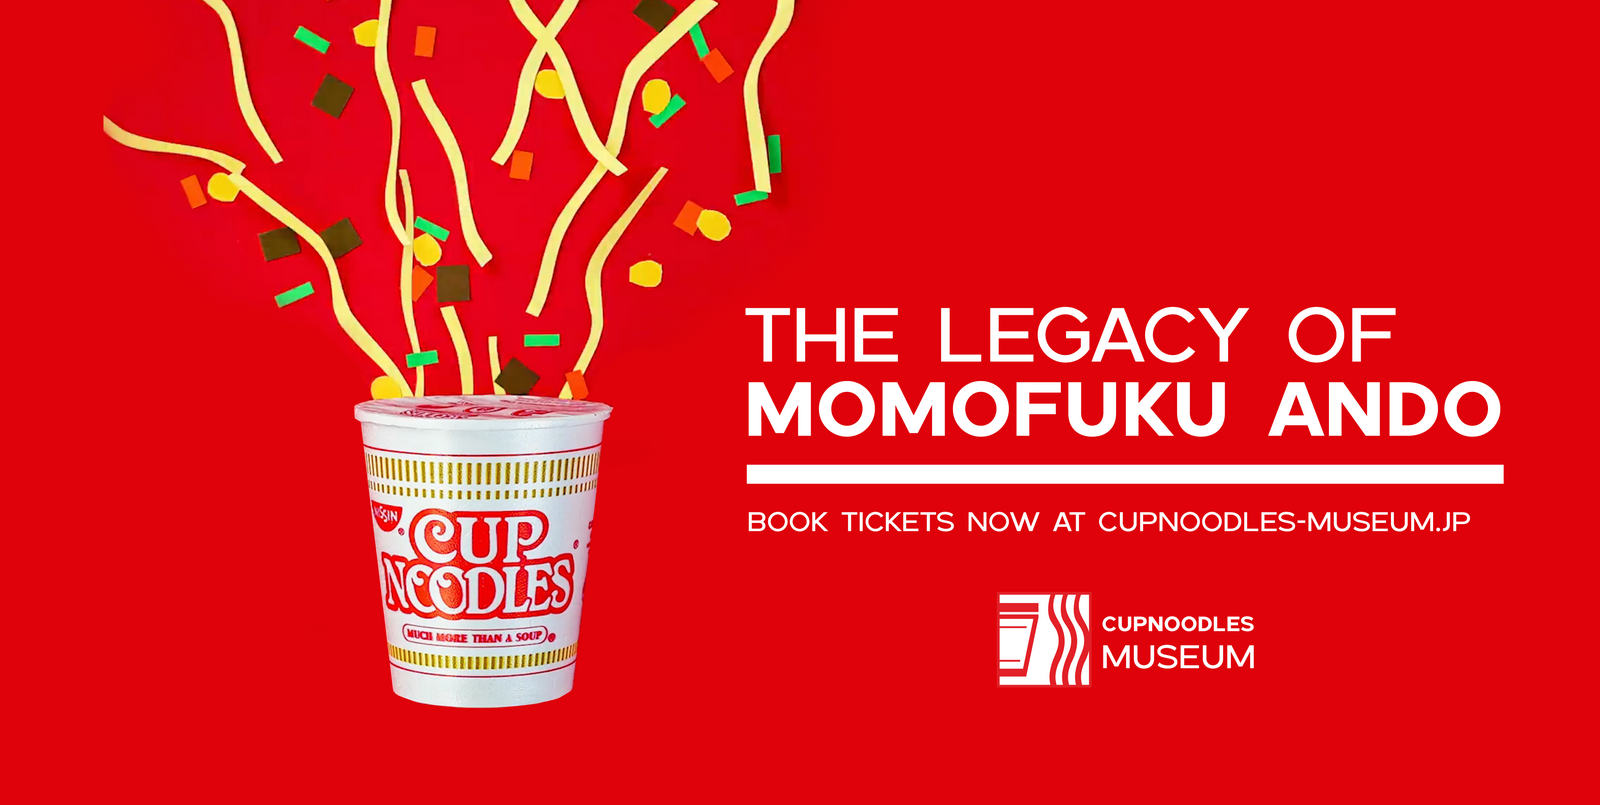 THE LEGACY OF
MOMOFUKU ANDO
BOOK TICKETS NOW AT CUPNOODLES-MUSEUM.JP
NISSIN
CUP
NOODLES
MUCH MORE THAN A SOUP
CUPNOODLES
MUSEUM